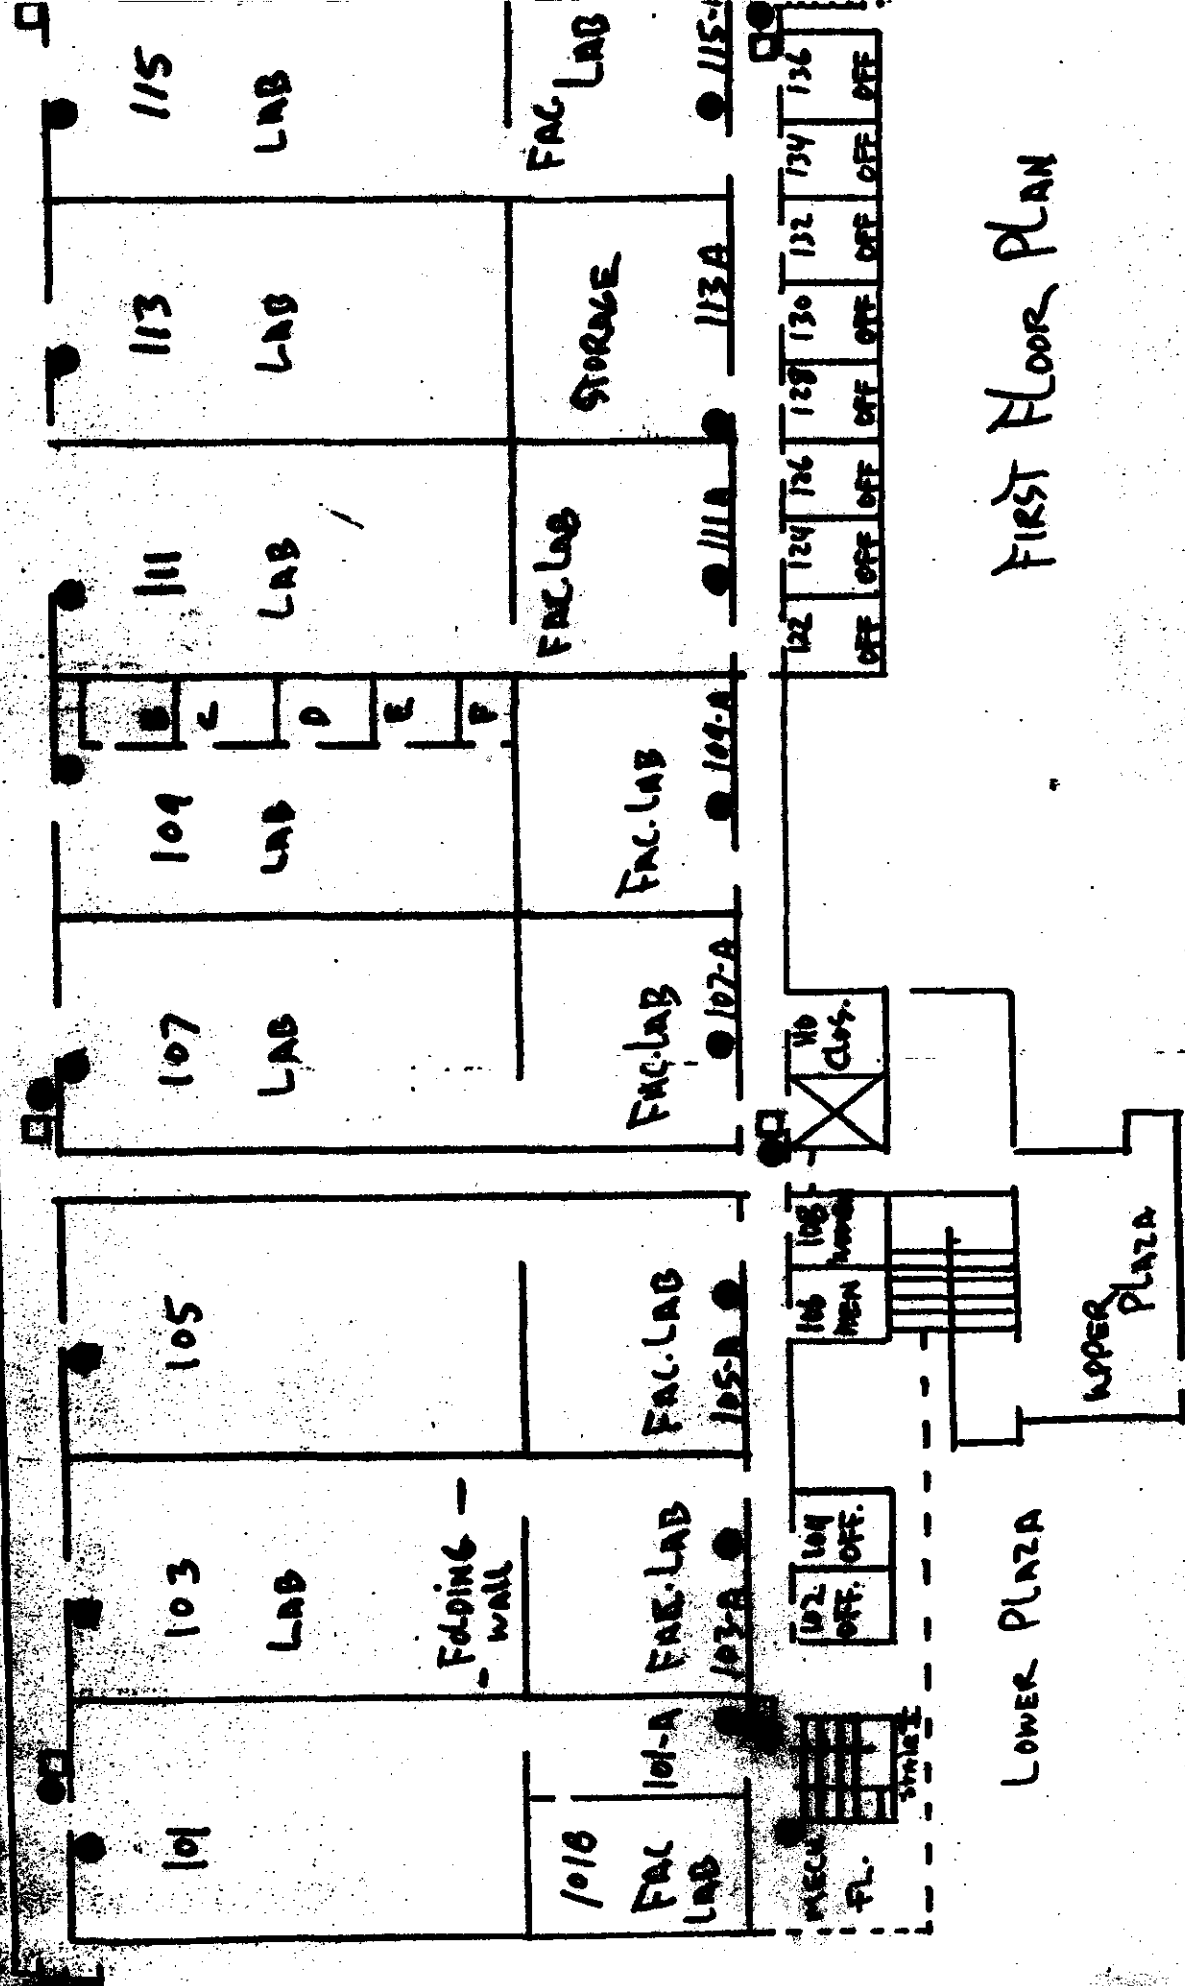 115
LAB
FAC
LAB
115-A
136
OFF
134
OFF
132
OFF
130
OFF
128
OFF
126
OFF
124
OFF
122
OFF
113
LAB
STORAGE
113A
111
LAB
FAC.LAB
111A
C
D
E
F
109
LAB
FAC.LAB
109-A
107
LAB
FAC.LAB
107-A
CLOS.
105
FAC.LAB
105-A
108
WOMEN
106
MEN
103
LAB
FOLDING
WALL
FAC.LAB
103-A
104
OFF.
102
OFF.
101
101-A
101B
FAC
LAB
STAIR I
MECH
FL.
UPPER
PLAZA
LOWER PLAZA
FIRST FLOOR PLAN